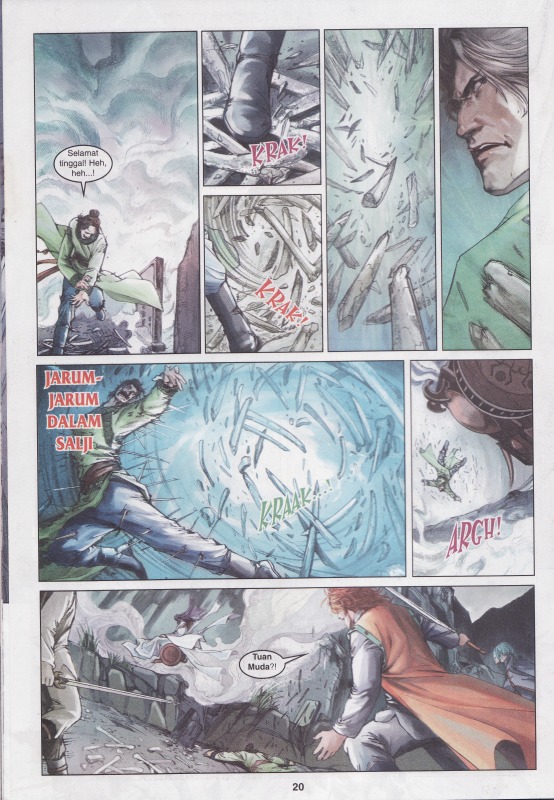 Selamat
tinggal! Heh,
heh...!
KRAK!
KRAK!
JARUM-
JARUM
DALAM
SALJI
KRAAK...!
ARGH!
Tuan
Muda?!
20